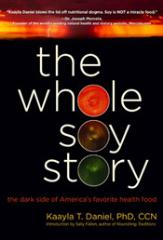 "Kaayla Daniel blows the lid off nutritional dogma. Soy is NOT a miracle food."
—Dr. Joseph Mercola,
the whole soy story
the dark side of America's favorite health food
Kaayla T. Daniel, PhD, CCN
Introduction by Sally Fallon, author of Nourishing Traditions